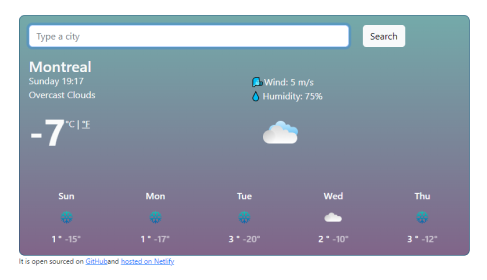 Type a city
Search
Montreal
Sunday 19:17
Overcast Clouds
Wind: 5 m/s
Humidity: 75%
-7 °C | °F
Sun Mon Tue Wed Thu
1 ° -15° 1 ° -17° 3 ° -20° 2 ° -10° 3 ° -12°
It is open sourced on GitHuband hosted on Netlify